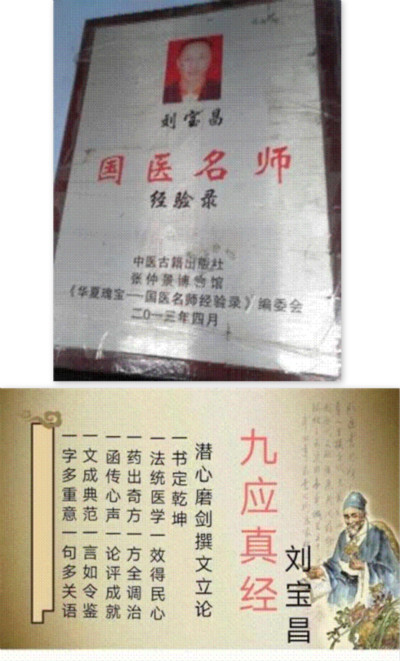 刘宝昌
国医名师
经验录
中医古籍出版社
张仲景博物馆
《华夏瑰宝——国医名师经验录》编委会
二〇一三年四月
九应真经
刘宝昌
潜心磨剑撰文立论
一书定乾坤
一法统医学一效得民心
一药出奇方一方全调治
一函传心声一论评成就
一文成典范一言如令鉴
一字多重意一句多关语